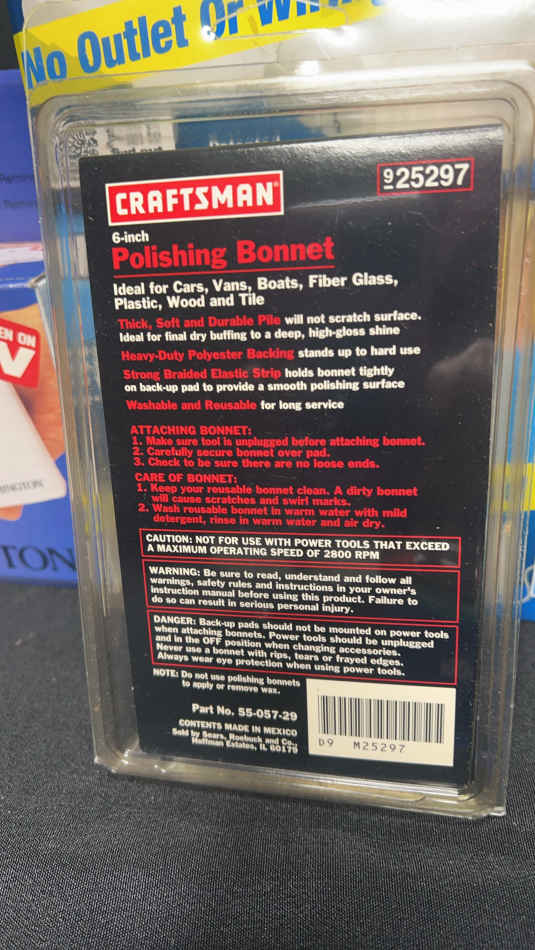 No Outlet Or Wiring
CRAFTSMAN®
925297
6-inch
Polishing Bonnet
Ideal for Cars, Vans, Boats, Fiber Glass,
Plastic, Wood and Tile
Thick, Soft and Durable Pile will not scratch surface.
Ideal for final dry buffing to a deep, high-gloss shine
Heavy-Duty Polyester Backing stands up to hard use
Strong Braided Elastic Strip holds bonnet tightly
on back-up pad to provide a smooth polishing surface
Washable and Reusable for long service
ATTACHING BONNET:
1. Make sure tool is unplugged before attaching bonnet.
2. Carefully secure bonnet over pad.
3. Check to be sure there are no loose ends.
CARE OF BONNET:
1. Keep your reusable bonnet clean. A dirty bonnet
will cause scratches and swirl marks.
2. Wash reusable bonnet in warm water with mild
detergent, rinse in warm water and air dry.
CAUTION: NOT FOR USE WITH POWER TOOLS THAT EXCEED
A MAXIMUM OPERATING SPEED OF 2800 RPM
WARNING: Be sure to read, understand and follow all
warnings, safety rules and instructions in your owner's
instruction manual before using this product. Failure to
do so can result in serious personal injury.
DANGER: Back-up pads should not be mounted on power tools
when attaching bonnets. Power tools should be unplugged
and in the OFF position when changing accessories.
Never use a bonnet with rips, tears or frayed edges.
Always wear eye protection when using power tools.
NOTE: Do not use polishing bonnets
to apply or remove wax.
Part No. 55-057-29
CONTENTS MADE IN MEXICO
Sold by Sears, Roebuck and Co.,
Hoffman Estates, IL 60179
D9 M25297
EN ON
V
INGTON
TON